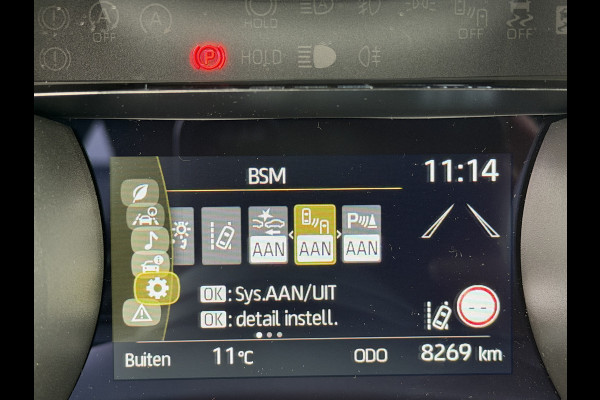 HOLD
OFF
OFF
OFF
HOLD
BSM
11:14
AAN
AAN
P
AAN
OK : Sys.AAN/UIT
OK : detail instell.
Buiten 11°C ODO 8269 km